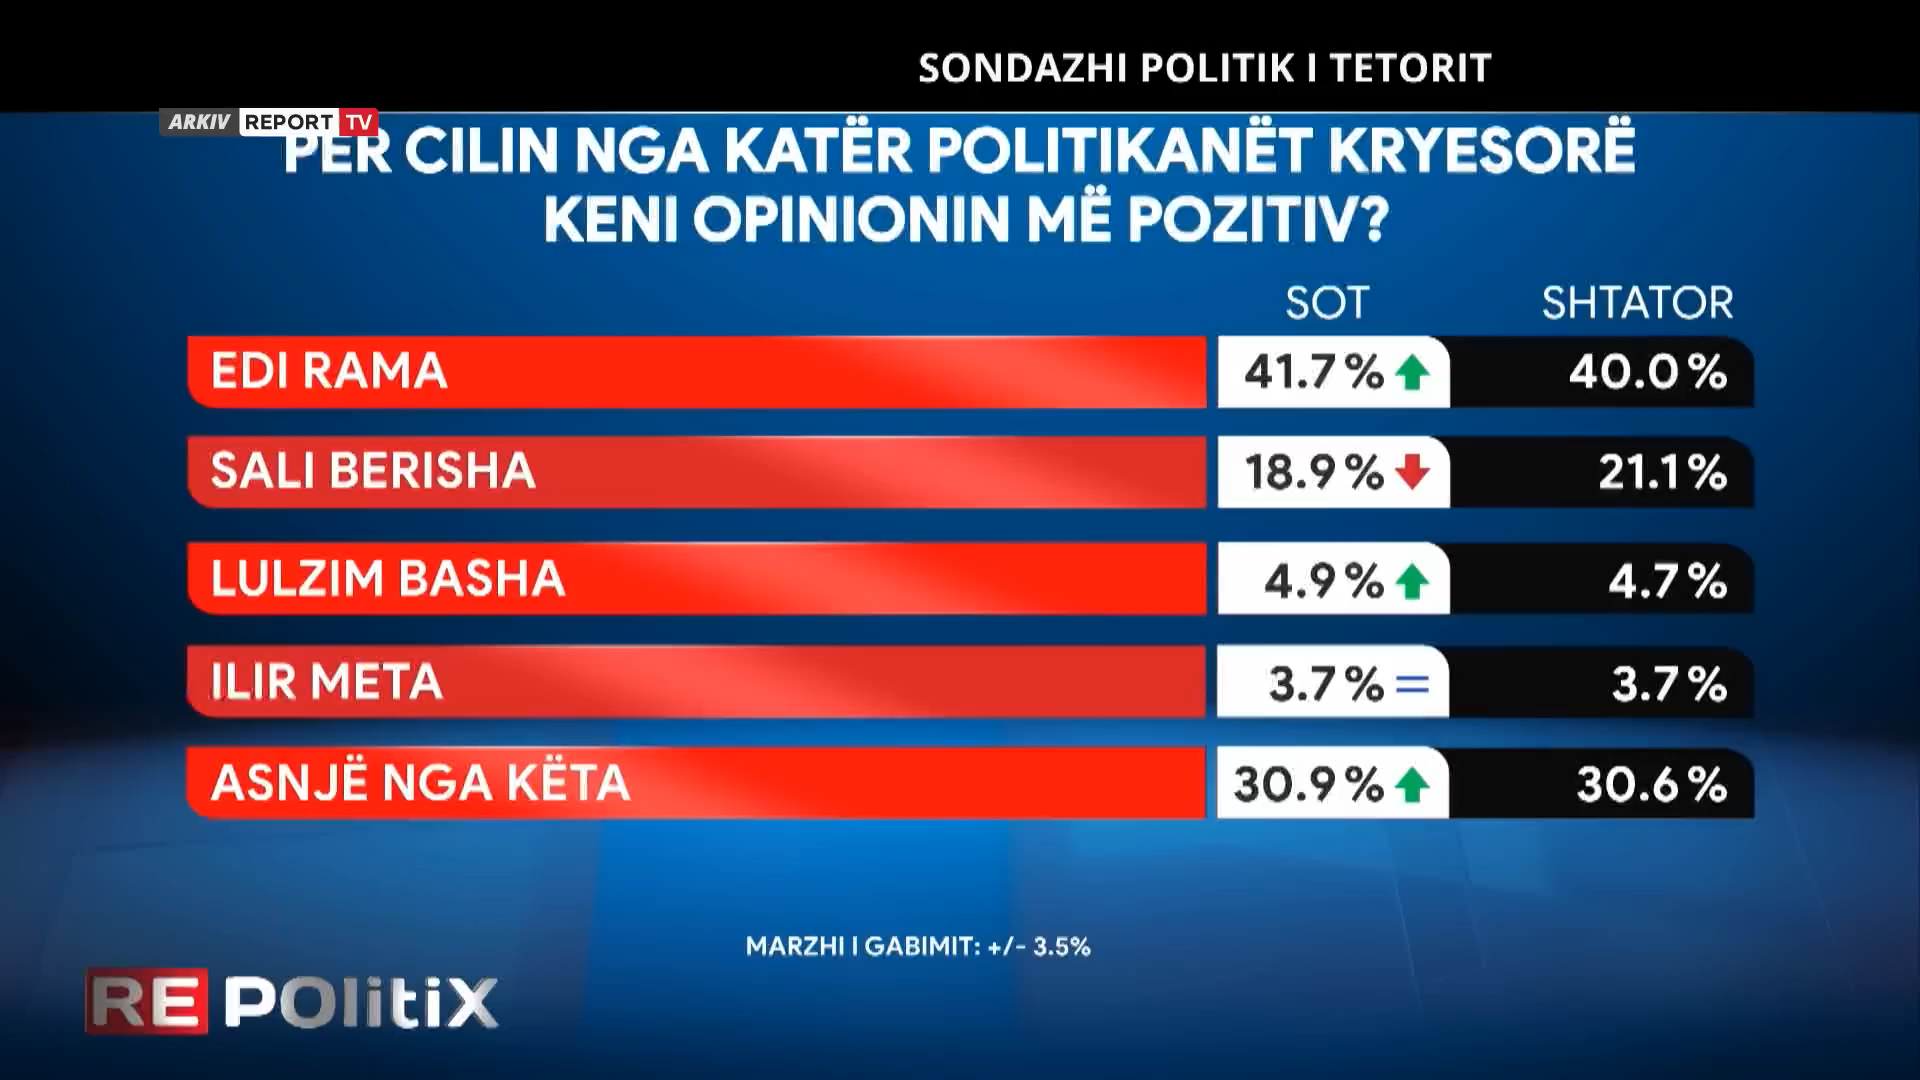 SONDAZHI POLITIK I TETORIT
ARKIV REPORT TV
PËR CILIN NGA KATËR POLITIKANËT KRYESORË
KENI OPINIONIN MË POZITIV?
SOT SHTATOR
EDI RAMA 41.7% 40.0%
SALI BERISHA 18.9% 21.1%
LULZIM BASHA 4.9% 4.7%
ILIR META 3.7% = 3.7%
ASNJË NGA KËTA 30.9% 30.6%
MARZHI I GABIMIT: +/- 3.5%
RE POlitiX